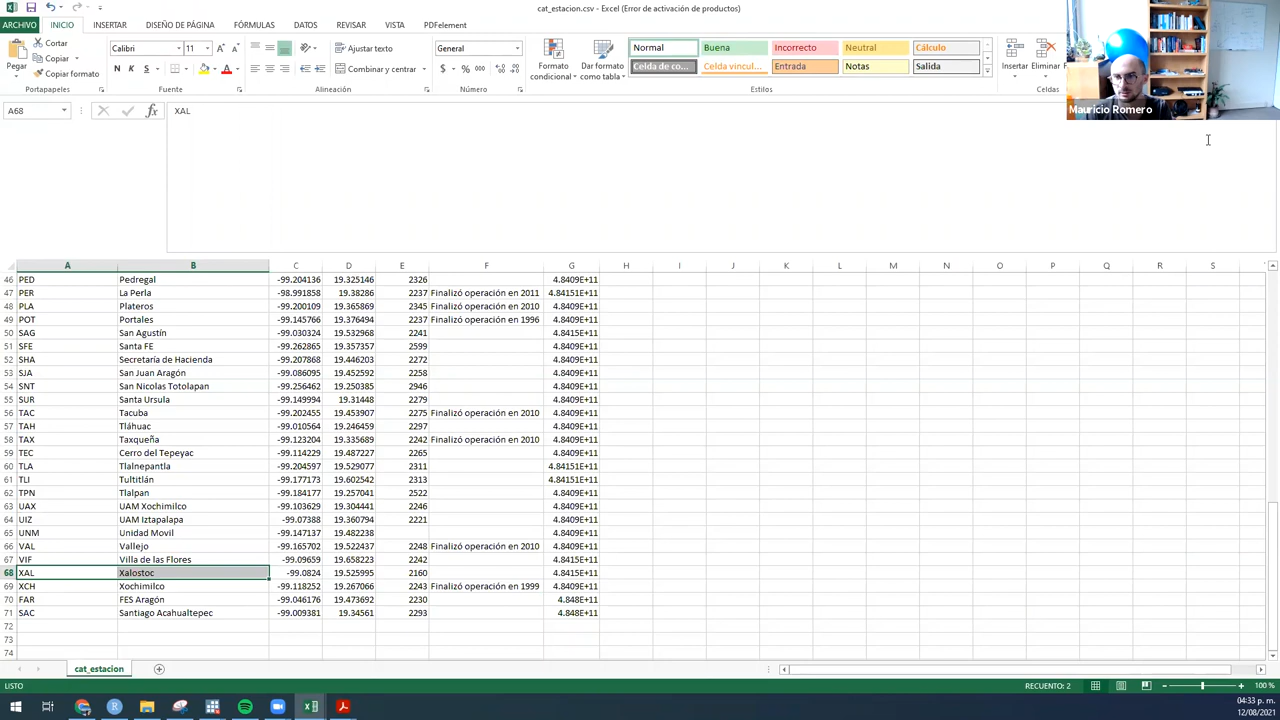 cat_estacion.csv - Excel (Error de activación de productos)
ARCHIVO INICIO INSERTAR DISEÑO DE PÁGINA FÓRMULAS DATOS REVISAR VISTA PDFelement
Pegar
Cortar
Copiar
Copiar formato
Portapapeles
Calibri 11
N K S
Fuente
Ajustar texto
Combinar y centrar
Alineación
General
$ % 000
Número
Formato condicional
Dar formato como tabla
Normal Buena Incorrecto Neutral Cálculo
Celda de co... Celda vincul... Entrada Notas Salida
Estilos
Insertar Eliminar
Celdas
Mauricio Romero
A68 fx XAL
A B C D E F G H I J K L M N O P Q R S
46 PED Pedregal -99.204136 19.325146 2326 4.8409E+11
47 PER La Perla -98.991858 19.38286 2237 Finalizó operación en 2011 4.84151E+11
48 PLA Plateros -99.200109 19.365869 2345 Finalizó operación en 2010 4.8409E+11
49 POT Portales -99.145766 19.376494 2237 Finalizó operación en 1996 4.8409E+11
50 SAG San Agustín -99.030324 19.532968 2241 4.8415E+11
51 SFE Santa FE -99.262865 19.357357 2599 4.8409E+11
52 SHA Secretaría de Hacienda -99.207868 19.446203 2272 4.8409E+11
53 SJA San Juan Aragón -99.086095 19.452592 2258 4.8409E+11
54 SNT San Nicolas Totolapan -99.256462 19.250385 2946 4.8409E+11
55 SUR Santa Ursula -99.149994 19.31448 2279 4.8409E+11
56 TAC Tacuba -99.202455 19.453907 2275 Finalizó operación en 2010 4.8409E+11
57 TAH Tláhuac -99.010564 19.246459 2297 4.8409E+11
58 TAX Taxqueña -99.123204 19.335689 2242 Finalizó operación en 2010 4.8409E+11
59 TEC Cerro del Tepeyac -99.114229 19.487227 2265 4.8409E+11
60 TLA Tlalnepantla -99.204597 19.529077 2311 4.84151E+11
61 TLI Tultitlán -99.177173 19.602542 2313 4.84151E+11
62 TPN Tlalpan -99.184177 19.257041 2522 4.8409E+11
63 UAX UAM Xochimilco -99.103629 19.304441 2246 4.8409E+11
64 UIZ UAM Iztapalapa -99.07388 19.360794 2221 4.8409E+11
65 UNM Unidad Movil -99.147137 19.482238 4.8409E+11
66 VAL Vallejo -99.165702 19.522437 2248 Finalizó operación en 2010 4.8409E+11
67 VIF Villa de las Flores -99.09659 19.658223 2242 4.8415E+11
68 XAL Xalostoc -99.0824 19.525995 2160 4.8415E+11
69 XCH Xochimilco -99.118252 19.267066 2243 Finalizó operación en 1999 4.8409E+11
70 FAR FES Aragón -99.046176 19.473692 2230 4.848E+11
71 SAC Santiago Acahualtepec -99.009381 19.34561 2293 4.848E+11
72
73
74
cat_estacion
LISTO RECUENTO: 2 100 %
04:33 p. m.
12/08/2021